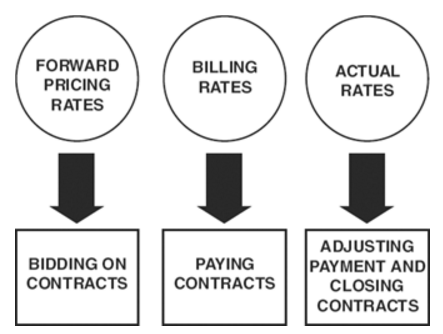 FORWARD
PRICING
RATES
BILLING
RATES
ACTUAL
RATES
BIDDING ON
CONTRACTS
PAYING
CONTRACTS
ADJUSTING
PAYMENT AND
CLOSING
CONTRACTS